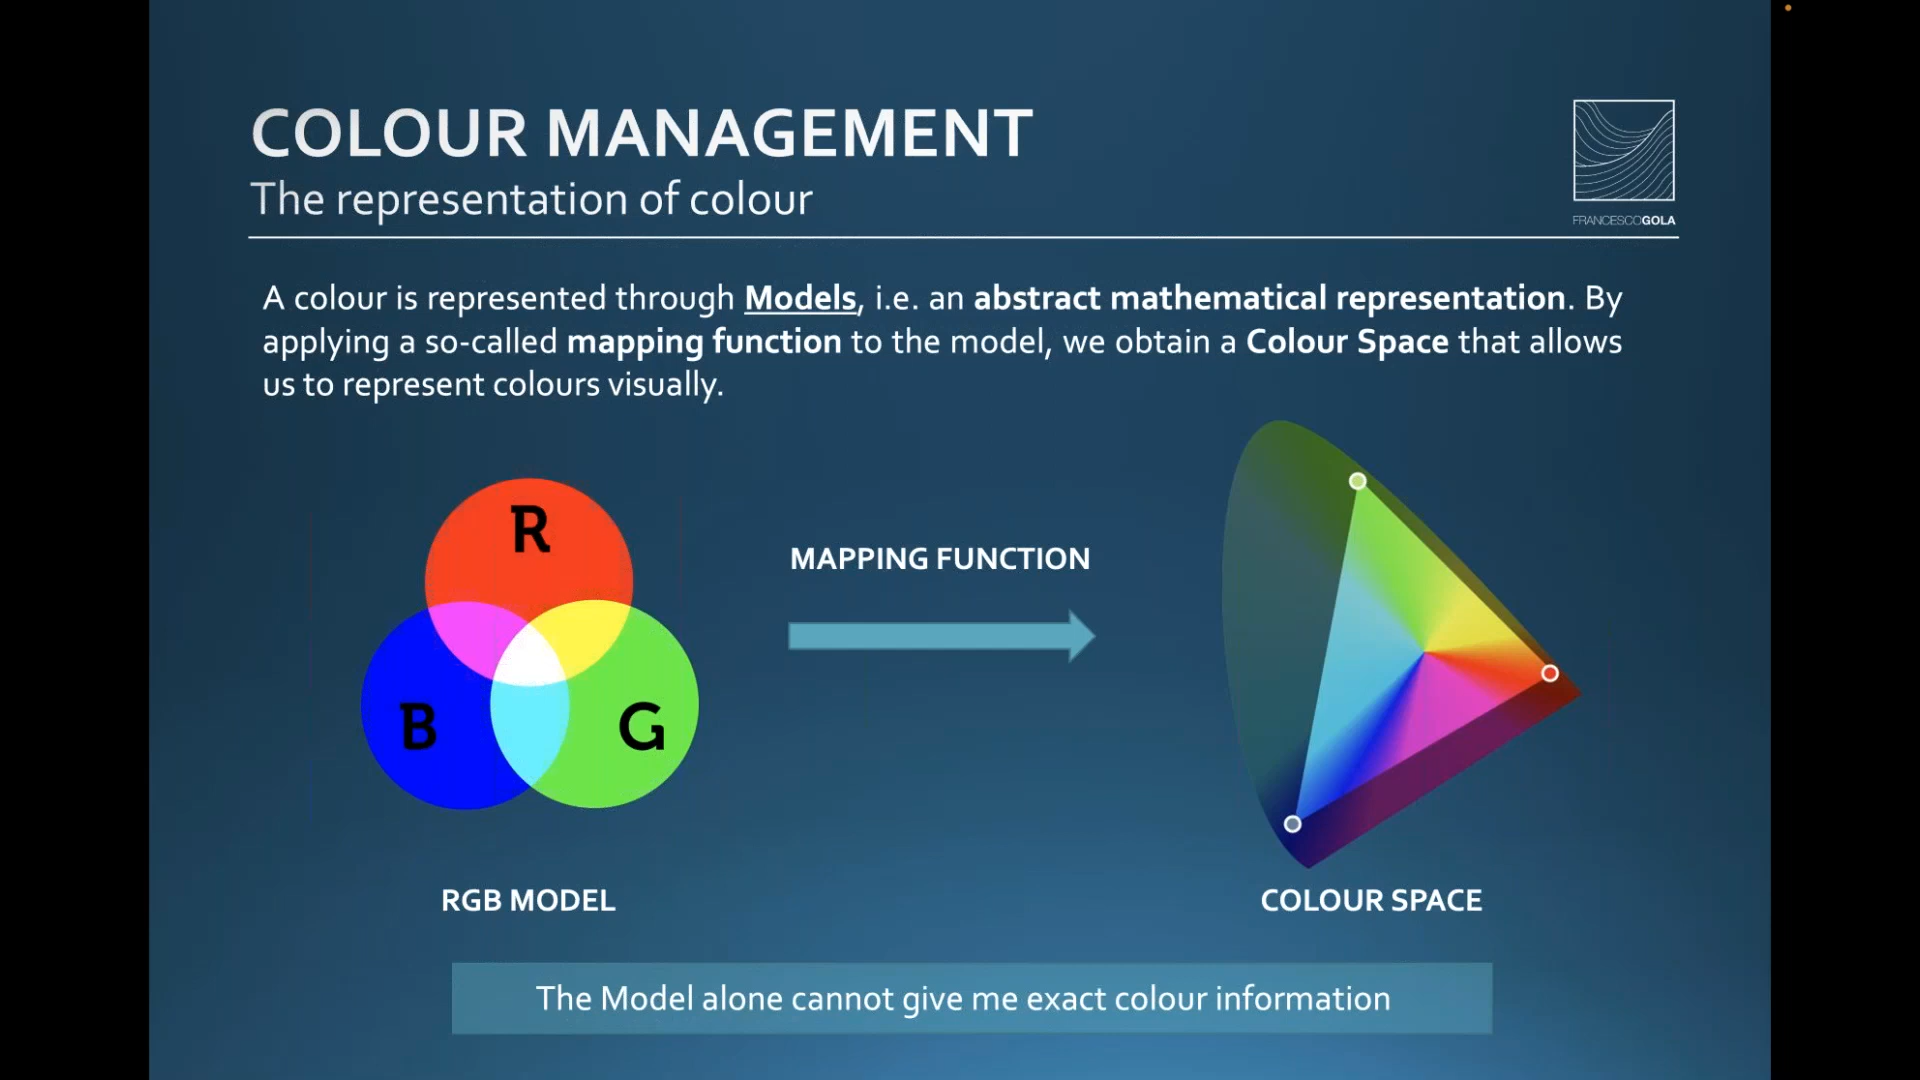 COLOUR MANAGEMENT
The representation of colour
FRANCESCOGOLA
A colour is represented through Models, i.e. an abstract mathematical representation. By
applying a so-called mapping function to the model, we obtain a Colour Space that allows
us to represent colours visually.
R
B
G
MAPPING FUNCTION
RGB MODEL
COLOUR SPACE
The Model alone cannot give me exact colour information